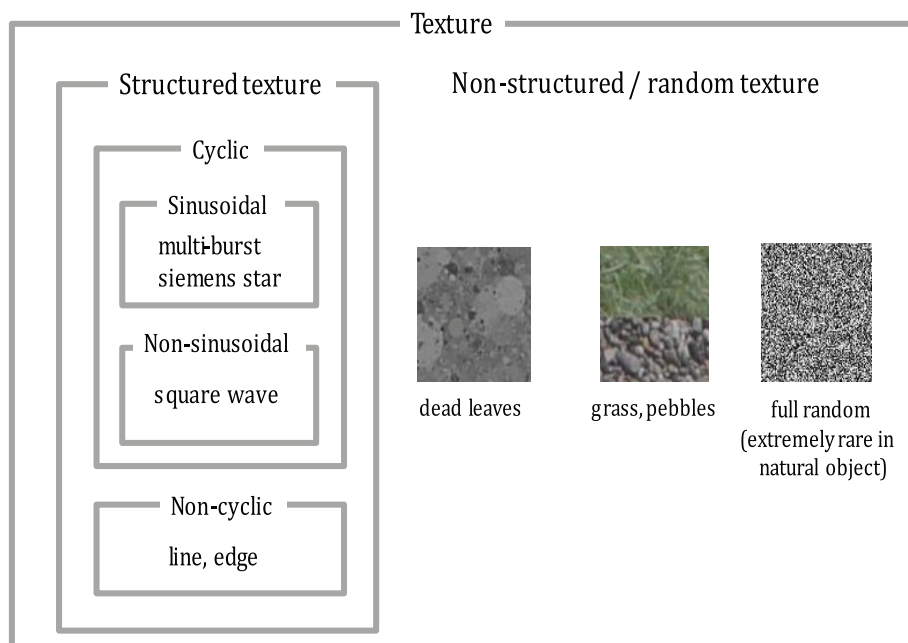 Texture
Structured texture
Non-structured / random texture
Cyclic
Sinusoidal
multi-burst
siemens star
Non-sinusoidal
square wave
Non-cyclic
line, edge
dead leaves
grass, pebbles
full random
(extremely rare in
natural object)